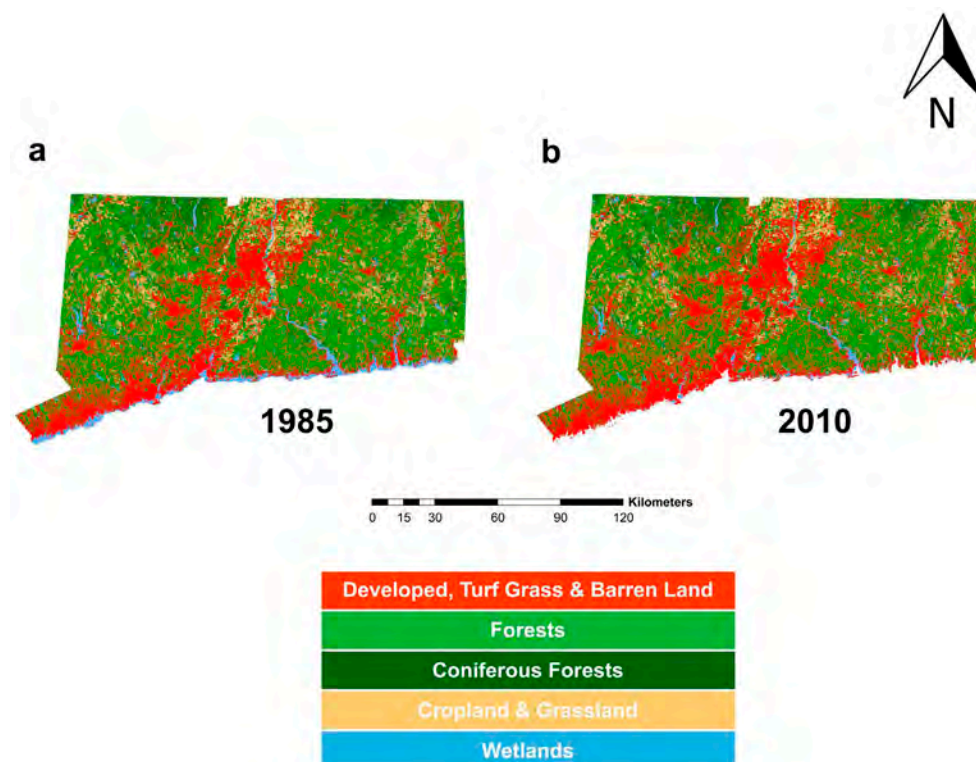 N
a
b
1985
2010
Kilometers
0 15 30 60 90 120
Developed, Turf Grass & Barren Land
Forests
Coniferous Forests
Cropland & Grassland
Wetlands